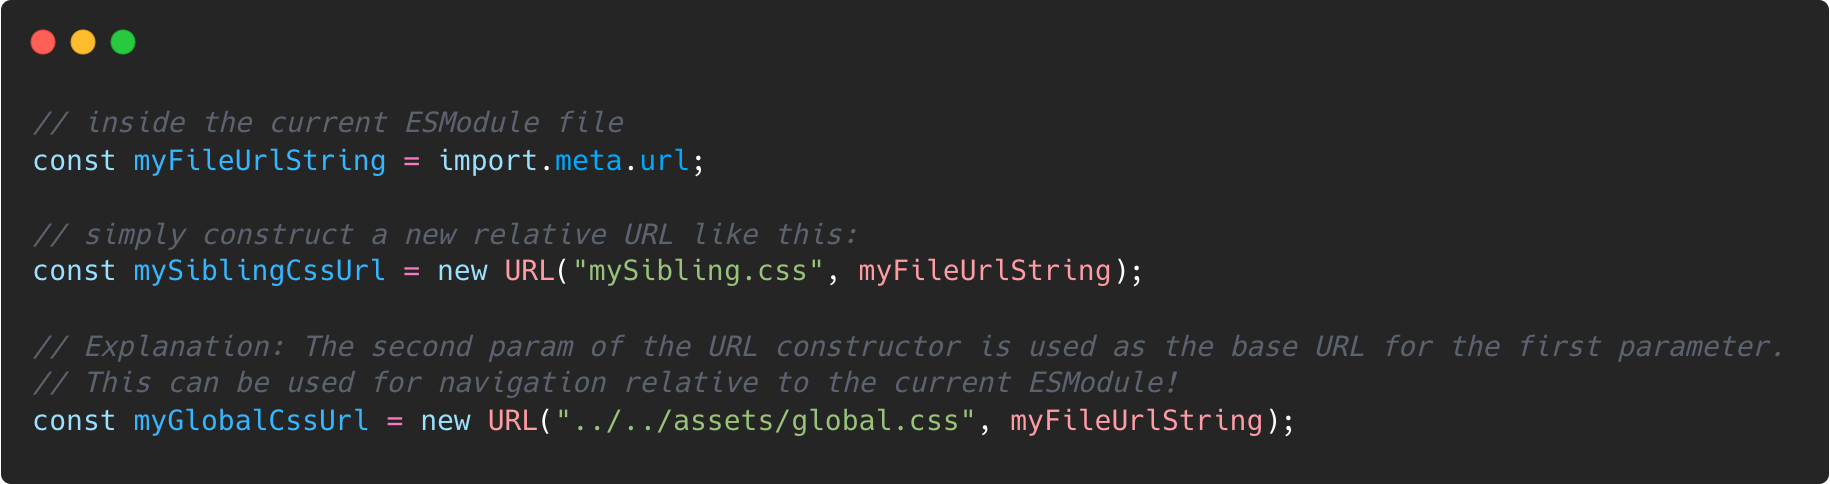 // inside the current ESModule file
const myFileUrlString = import.meta.url;
// simply construct a new relative URL like this:
const mySiblingCssUrl = new URL("mySibling.css", myFileUrlString);
// Explanation: The second param of the URL constructor is used as the base URL for the first parameter.
// This can be used for navigation relative to the current ESModule!
const myGlobalCssUrl = new URL("../../assets/global.css", myFileUrlString);